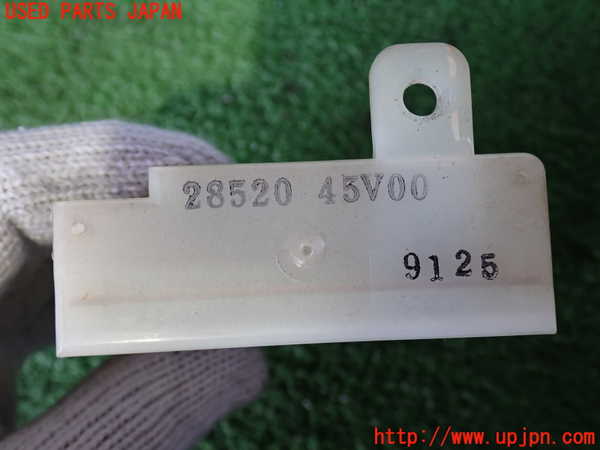 USED PARTS JAPAN
28520 45V00
9125
http://www.upjpn.com